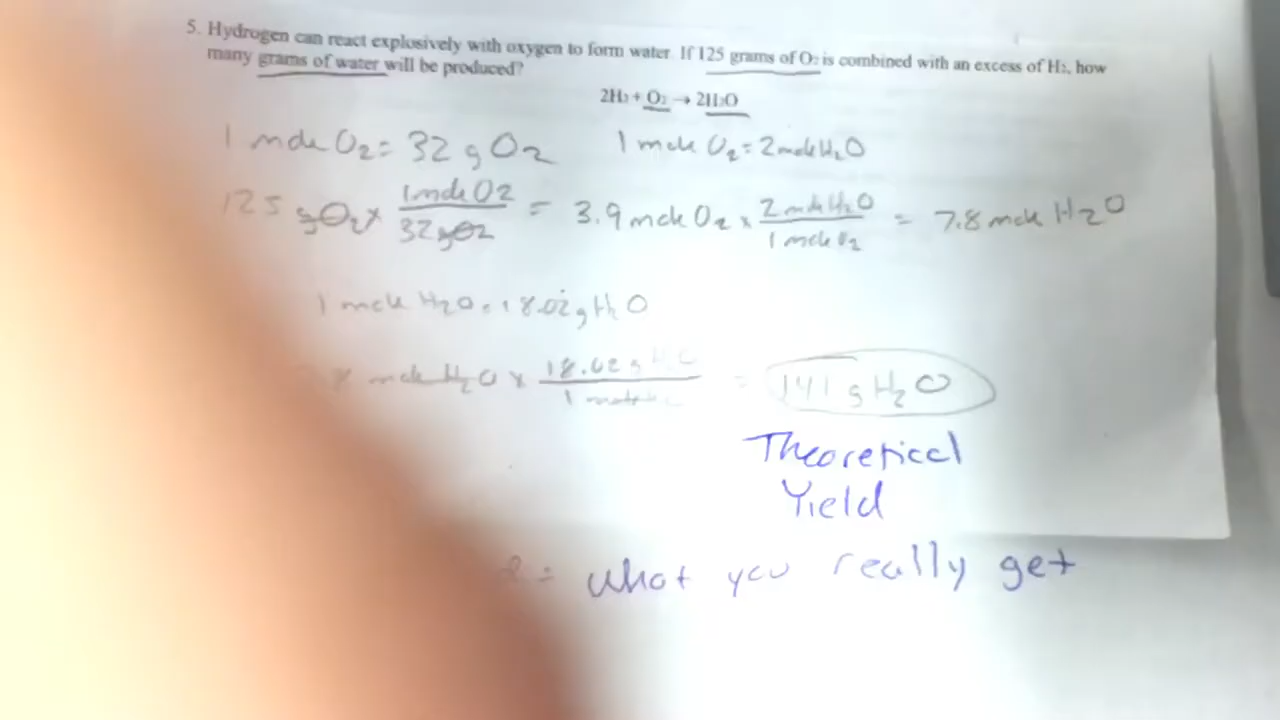 5. Hydrogen can react explosively with oxygen to form water. If 125 grams of O₂ is combined with an excess of H₂, how
many grams of water will be produced?
2H₂ + O₂ → 2H₂O
1 mole O₂ = 32 g O₂ 1 mole O₂ = 2 mole H₂O
125 g O₂ x 1 mole O2 / 32 g O2 = 3.9 mole O₂ x 2 mole H₂O / 1 mole O₂ = 7.8 mole H₂O
1 mole H₂O = 18.02 g H₂O
8 mole H₂O x 18.02 g H₂O / 1 mole = 141 g H₂O
Theoretical
Yield
= what you really get